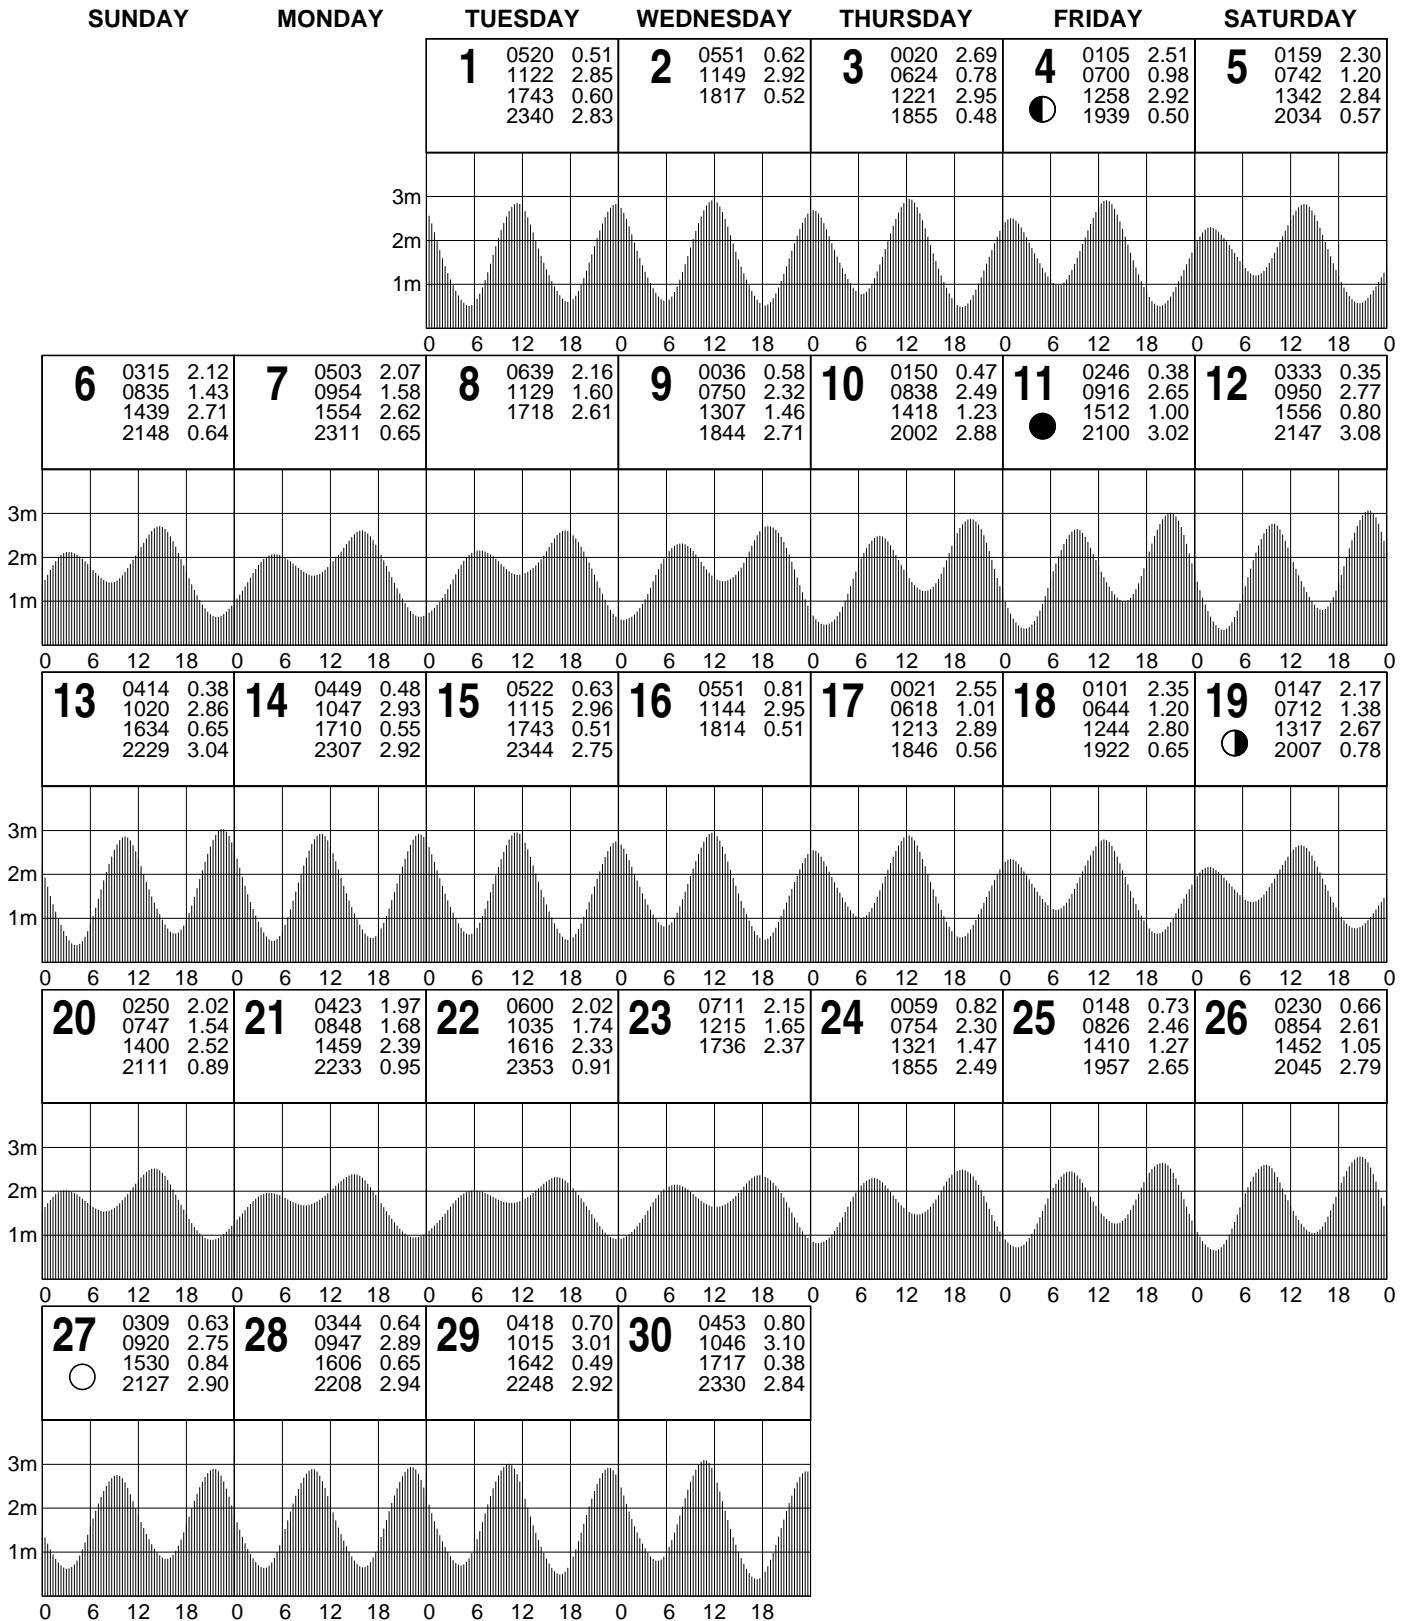 SUNDAY MONDAY TUESDAY WEDNESDAY THURSDAY FRIDAY SATURDAY
1 0520 0.51
1122 2.85
1743 0.60
2340 2.83
2 0551 0.62
1149 2.92
1817 0.52
3 0020 2.69
0624 0.78
1221 2.95
1855 0.48
4 0105 2.51
0700 0.98
1258 2.92
1939 0.50
5 0159 2.30
0742 1.20
1342 2.84
2034 0.57
3m
2m
1m
0 6 12 18 0 6 12 18 0 6 12 18 0 6 12 18 0 6 12 18 0
6 0315 2.12
0835 1.43
1439 2.71
2148 0.64
7 0503 2.07
0954 1.58
1554 2.62
2311 0.65
8 0639 2.16
1129 1.60
1718 2.61
9 0036 0.58
0750 2.32
1307 1.46
1844 2.71
10 0150 0.47
0838 2.49
1418 1.23
2002 2.88
11 0246 0.38
0916 2.65
1512 1.00
2100 3.02
12 0333 0.35
0950 2.77
1556 0.80
2147 3.08
3m
2m
1m
0 6 12 18 0 6 12 18 0 6 12 18 0 6 12 18 0 6 12 18 0 6 12 18 0 6 12 18 0
13 0414 0.38
1020 2.86
1634 0.65
2229 3.04
14 0449 0.48
1047 2.93
1710 0.55
2307 2.92
15 0522 0.63
1115 2.96
1743 0.51
2344 2.75
16 0551 0.81
1144 2.95
1814 0.51
17 0021 2.55
0618 1.01
1213 2.89
1846 0.56
18 0101 2.35
0644 1.20
1244 2.80
1922 0.65
19 0147 2.17
0712 1.38
1317 2.67
2007 0.78
3m
2m
1m
0 6 12 18 0 6 12 18 0 6 12 18 0 6 12 18 0 6 12 18 0 6 12 18 0 6 12 18 0
20 0250 2.02
0747 1.54
1400 2.52
2111 0.89
21 0423 1.97
0848 1.68
1459 2.39
2233 0.95
22 0600 2.02
1035 1.74
1616 2.33
2353 0.91
23 0711 2.15
1215 1.65
1736 2.37
24 0059 0.82
0754 2.30
1321 1.47
1855 2.49
25 0148 0.73
0826 2.46
1410 1.27
1957 2.65
26 0230 0.66
0854 2.61
1452 1.05
2045 2.79
3m
2m
1m
0 6 12 18 0 6 12 18 0 6 12 18 0 6 12 18 0 6 12 18 0 6 12 18 0 6 12 18 0
27 0309 0.63
0920 2.75
1530 0.84
2127 2.90
28 0344 0.64
0947 2.89
1606 0.65
2208 2.94
29 0418 0.70
1015 3.01
1642 0.49
2248 2.92
30 0453 0.80
1046 3.10
1717 0.38
2330 2.84
3m
2m
1m
0 6 12 18 0 6 12 18 0 6 12 18 0 6 12 18